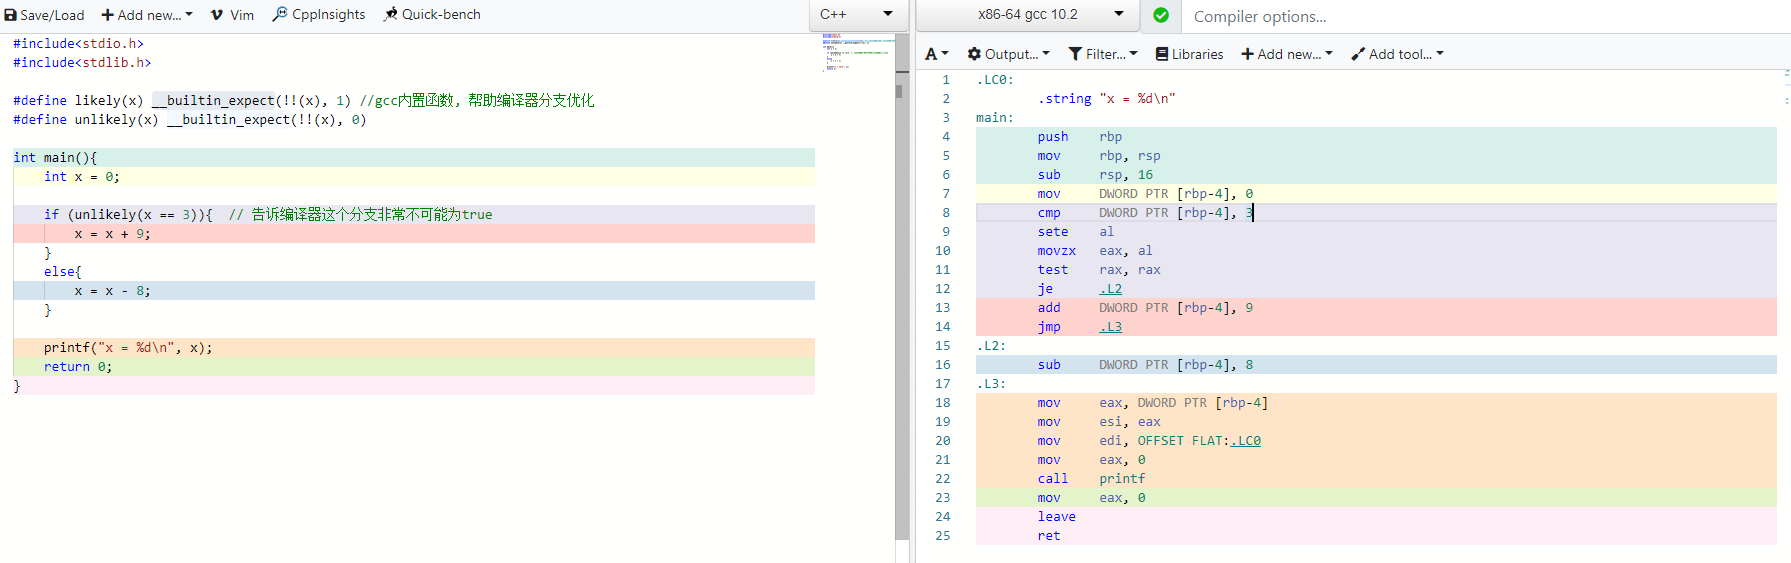 Save/Load Add new... Vim CppInsights Quick-bench C++
#include<stdio.h>
#include<stdlib.h>
#define likely(x) __builtin_expect(!!(x), 1) //gcc内置函数, 帮助编译器分支优化
#define unlikely(x) __builtin_expect(!!(x), 0)
int main(){
int x = 0;
if (unlikely(x == 3)){ // 告诉编译器这个分支非常不可能为true
x = x + 9;
}
else{
x = x - 8;
}
printf("x = %d\n", x);
return 0;
}
x86-64 gcc 10.2 Compiler options...
A Output... Filter... Libraries Add new... Add tool...
1 .LC0:
2 .string "x = %d\n"
3 main:
4 push rbp
5 mov rbp, rsp
6 sub rsp, 16
7 mov DWORD PTR [rbp-4], 0
8 cmp DWORD PTR [rbp-4], 3
9 sete al
10 movzx eax, al
11 test rax, rax
12 je .L2
13 add DWORD PTR [rbp-4], 9
14 jmp .L3
15 .L2:
16 sub DWORD PTR [rbp-4], 8
17 .L3:
18 mov eax, DWORD PTR [rbp-4]
19 mov esi, eax
20 mov edi, OFFSET FLAT:.LC0
21 mov eax, 0
22 call printf
23 mov eax, 0
24 leave
25 ret